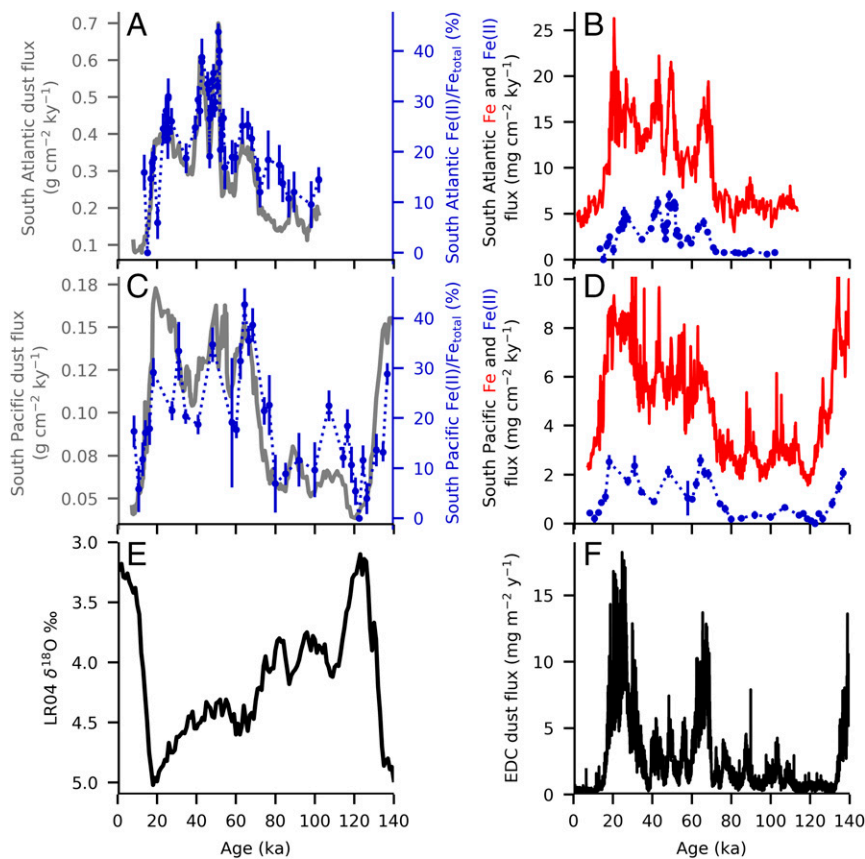 A
South Atlantic dust flux
(g cm⁻² ky⁻¹)
0.7
0.6
0.5
0.4
0.3
0.2
0.1
40
30
20
10
0
South Atlantic Fe(II)/Fe_total (%)
B
South Atlantic Fe and Fe(II)
flux (mg cm⁻² ky⁻¹)
25
20
15
10
5
0
C
South Pacific dust flux
(g cm⁻² ky⁻¹)
0.18
0.15
0.12
0.10
0.08
0.05
40
30
20
10
0
South Pacific Fe(II)/Fe_total (%)
D
South Pacific Fe and Fe(II)
flux (mg cm⁻² ky⁻¹)
10
8
6
4
2
0
E
LR04 δ¹⁸O ‰
3.0
3.5
4.0
4.5
5.0
0 20 40 60 80 100 120 140
Age (ka)
F
EDC dust flux (mg m⁻² y⁻¹)
15
10
5
0
0 20 40 60 80 100 120 140
Age (ka)